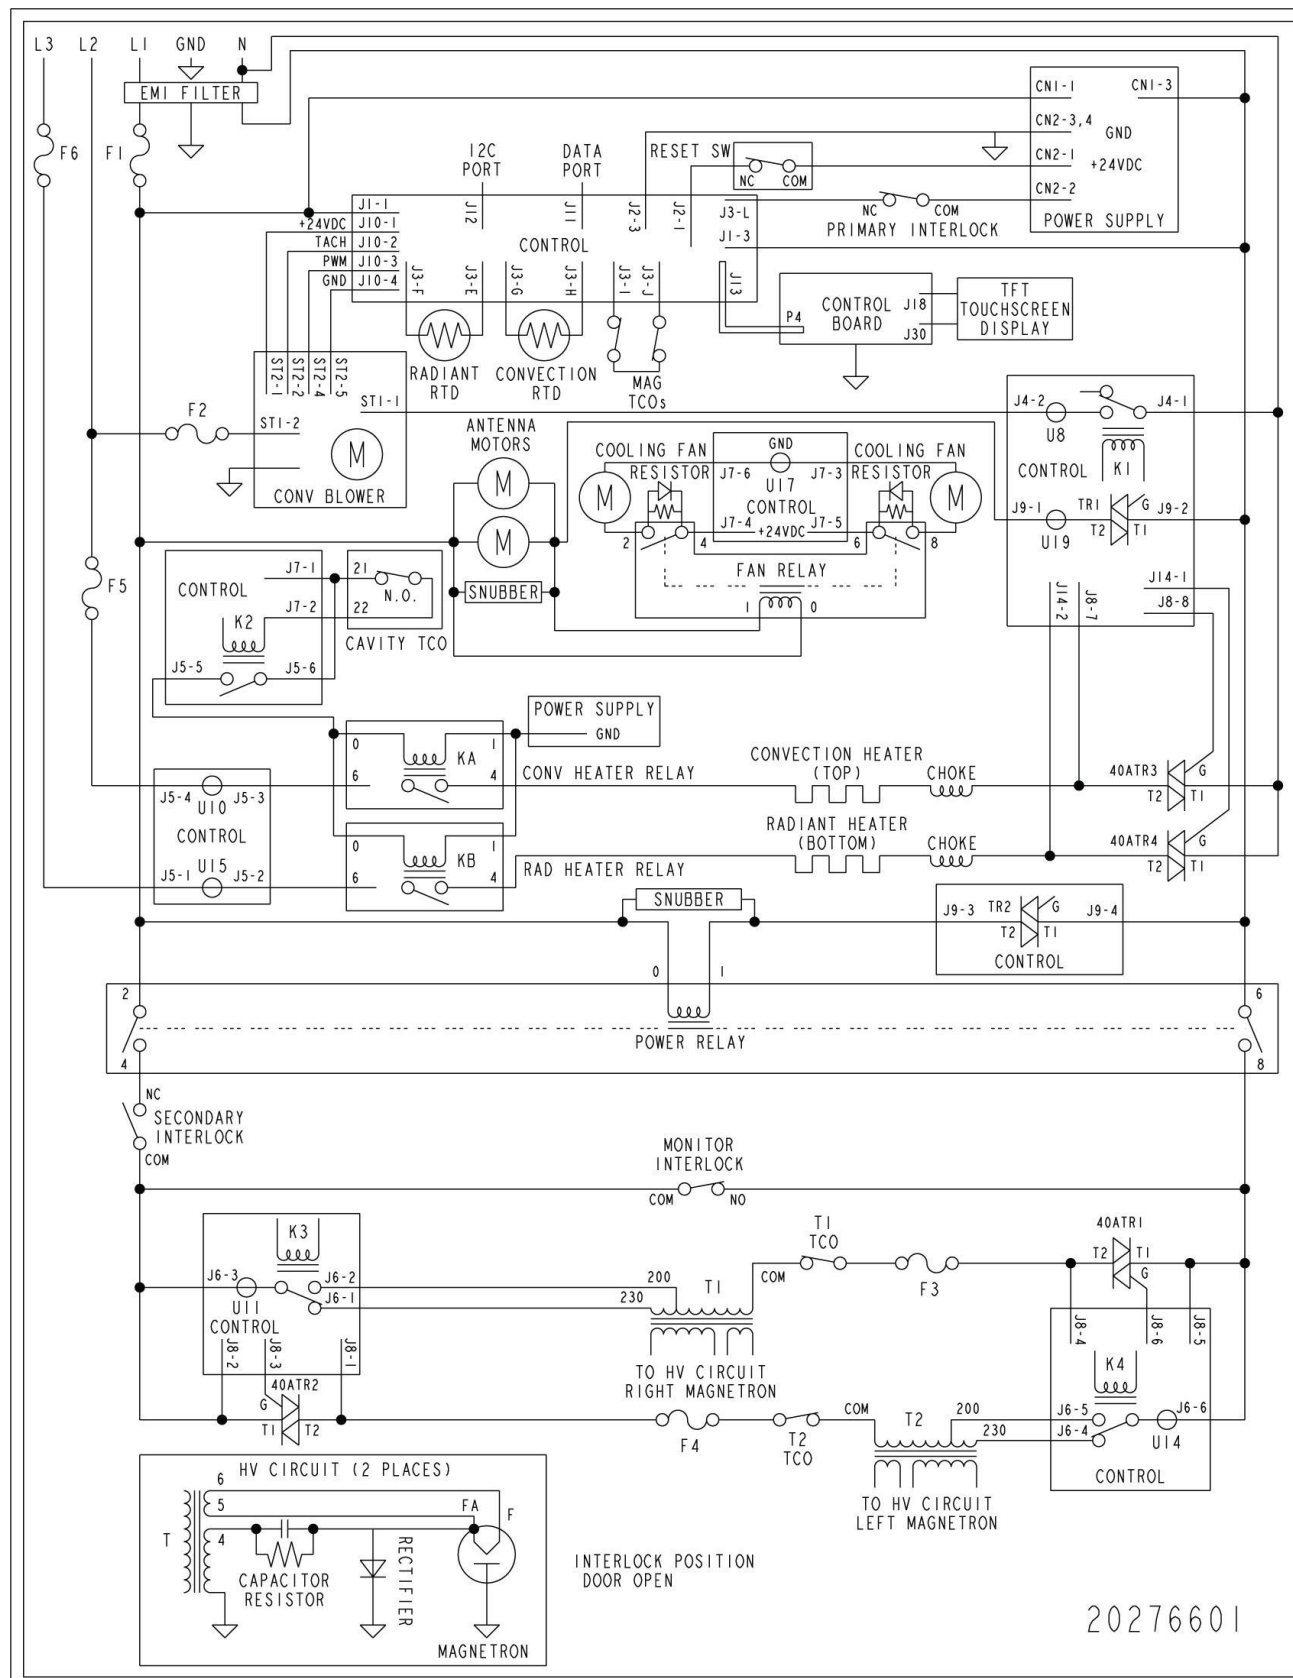 L3 L2 L1 GND N
EMI FILTER
F6
F1
CN1-1 CN1-3
CN2-3,4
GND
CN2-1
+24VDC
CN2-2
POWER SUPPLY
I2C
PORT
DATA
PORT
RESET SW
NC COM
NC COM
PRIMARY INTERLOCK
J1-1
J12
J11
J2-3
J2-1
J3-L
J1-3
+24VDC J10-1
TACH J10-2
PWM J10-3
GND J10-4
CONTROL
J3-F
J3-E
J3-G
J3-H
J3-I
J3-J
J13
RADIANT
RTD
CONVECTION
RTD
MAG
TCOs
P4
CONTROL
BOARD
J18
J30
TFT
TOUCHSCREEN
DISPLAY
ST2-1
ST2-2
ST2-4
ST2-5
ST1-1
F2
ST1-2
M
CONV BLOWER
ANTENNA
MOTORS
M
M
SNUBBER
COOLING FAN
RESISTOR
M
GND
J7-6 J7-3
U17
CONTROL
J7-4 +24VDC J7-5
COOLING FAN
RESISTOR
M
2 4 6 8
FAN RELAY
1 0
J4-2 J4-1
U8
K1
CONTROL
J9-1 TR1 G J9-2
U19 T2 T1
J14-2
J8-7
J14-1
J8-8
F5
CONTROL
J7-1
J7-2
K2
J5-5 J5-6
21
N.O.
22
CAVITY TCO
POWER SUPPLY
GND
0 1
KA
6 4
CONV HEATER RELAY
CONVECTION HEATER
(TOP)
CHOKE
40ATR3 G
T2 T1
J5-4 U10 J5-3
CONTROL
U15
J5-1 J5-2
0 1
KB
6 4
RAD HEATER RELAY
RADIANT HEATER
(BOTTOM)
CHOKE
40ATR4 G
T2 T1
SNUBBER
J9-3 TR2 G J9-4
T2 T1
CONTROL
0 1
2 6
POWER RELAY
4 8
NC
SECONDARY
INTERLOCK
COM
MONITOR
INTERLOCK
COM NO
K3
J6-3 J6-2
J6-1
U11
CONTROL
J8-2
J8-3
J8-1
200
230
T1
COM
T1
TCO
F3
40ATR1
T2 T1
G
J8-4
J8-6
J8-5
TO HV CIRCUIT
RIGHT MAGNETRON
40ATR2
G
T1 T2
F4
T2
TCO
COM
T2
200
230
K4
J6-5 J6-6
J6-4
U14
CONTROL
TO HV CIRCUIT
LEFT MAGNETRON
HV CIRCUIT (2 PLACES)
6
5
4
T
FA
F
CAPACITOR
RESISTOR
RECTIFIER
MAGNETRON
INTERLOCK POSITION
DOOR OPEN
20276601